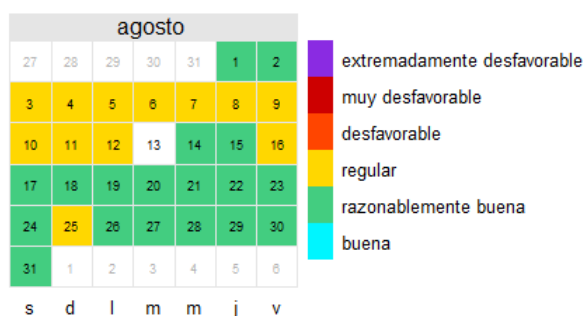 agosto
27 28 29 30 31 1 2
3 4 5 6 7 8 9
10 11 12 13 14 15 16
17 18 19 20 21 22 23
24 25 26 27 28 29 30
31 1 2 3 4 5 6
s d l m m j v
extremadamente desfavorable
muy desfavorable
desfavorable
regular
razonablemente buena
buena